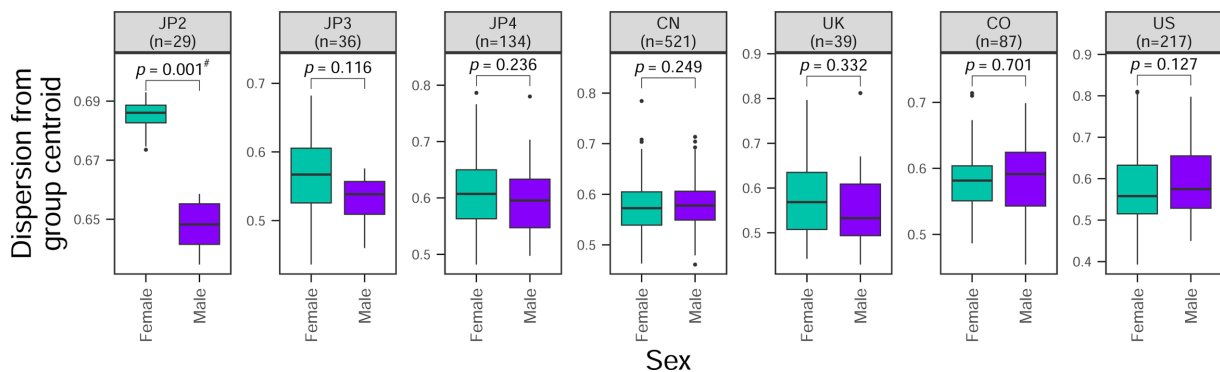 JP2
(n=29)
JP3
(n=36)
JP4
(n=134)
CN
(n=521)
UK
(n=39)
CO
(n=87)
US
(n=217)
Dispersion from
group centroid
p = 0.001#
0.69
0.67
0.65
Female
Male
p = 0.116
0.7
0.6
0.5
Female
Male
p = 0.236
0.8
0.7
0.6
0.5
Female
Male
p = 0.249
0.8
0.7
0.6
0.5
Female
Male
p = 0.332
0.9
0.8
0.7
0.6
0.5
Female
Male
p = 0.701
0.7
0.6
0.5
Female
Male
p = 0.127
0.9
0.8
0.7
0.6
0.5
0.4
Female
Male
Sex